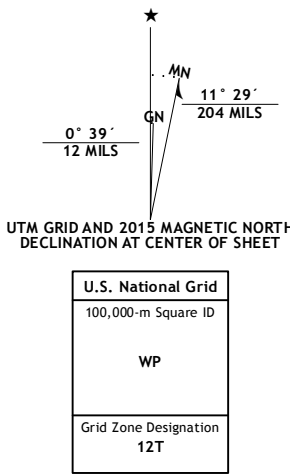 ★
MN
GN
11° 29´
204 MILS
0° 39´
12 MILS
UTM GRID AND 2015 MAGNETIC NORTH
DECLINATION AT CENTER OF SHEET
U.S. National Grid
100,000-m Square ID
WP
Grid Zone Designation
12T